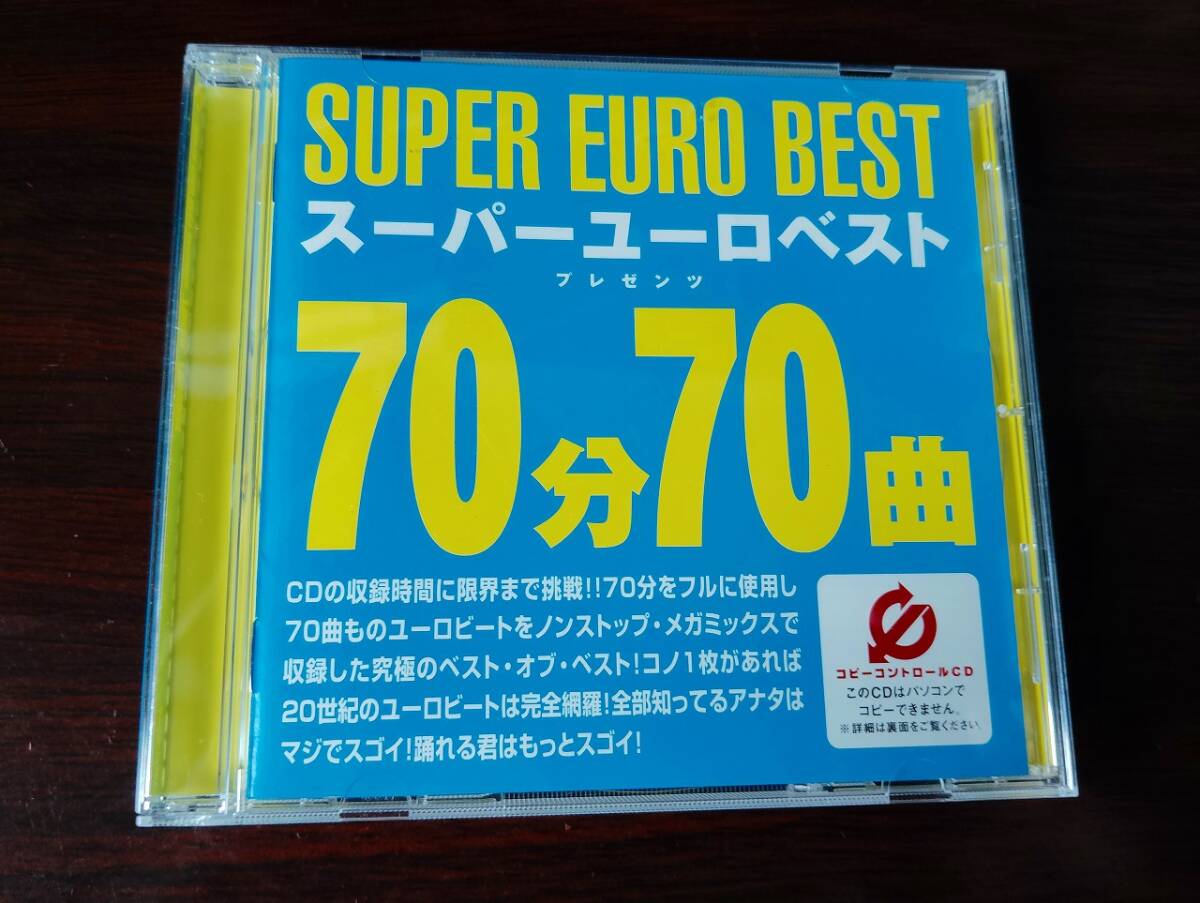 SUPER EURO BEST
スーパーユーロベスト
プレゼンツ
70分70曲
CDの収録時間に限界まで挑戦!!70分をフルに使用し
70曲ものユーロビートをノンストップ・メガミックスで
収録した究極のベスト・オブ・ベスト!コノ1枚があれば
20世紀のユーロビートは完全網羅!全部知ってるアナタは
マジでスゴイ!踊れる君はもっとスゴイ!
コピーコントロールCD
このCDはパソコンで
コピーできません。
※詳細は裏面をご覧ください。